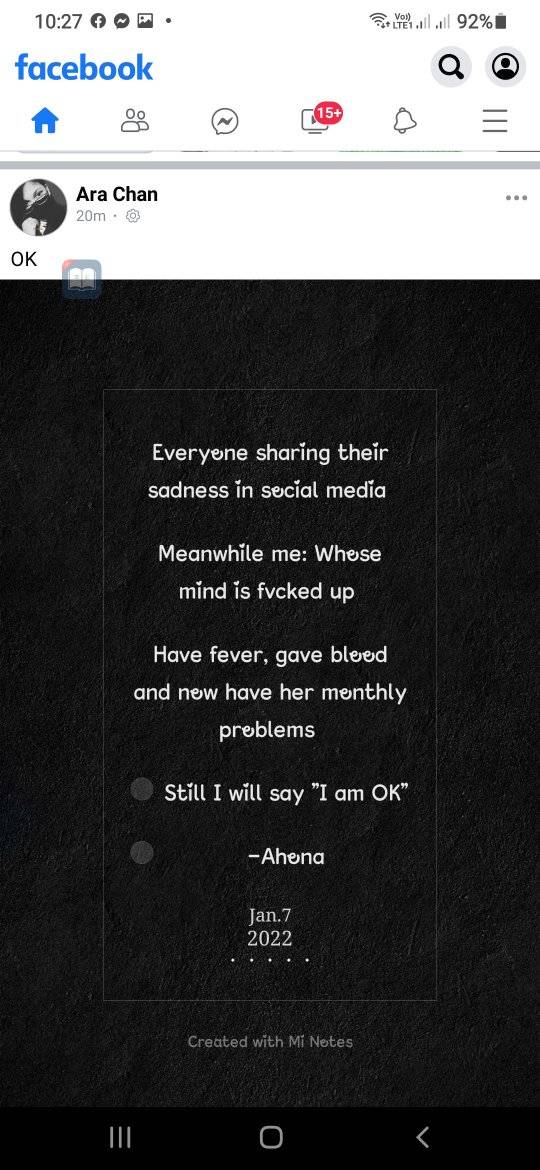 10:27
Vo))
LTE1
92%
facebook
15+
Ara Chan
20m ·
OK
Everyone sharing their
sadness in social media
Meanwhile me: Whose
mind is fvcked up
Have fever, gave bleed
and now have her monthly
problems
Still I will say "I am OK"
-Ahona
Jan.7
2022
. . . . .
Created with Mi Notes